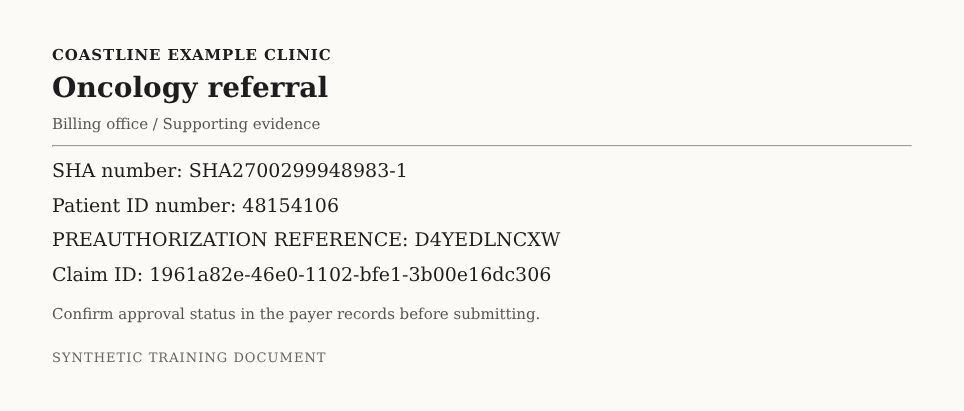 COASTLINE EXAMPLE CLINIC
Oncology referral
Billing office / Supporting evidence
SHA number: SHA2700299948983-1
Patient ID number: 48154106
PREAUTHORIZATION REFERENCE: D4YEDLNCXW
Claim ID: 1961a82e-46e0-1102-bfe1-3b00e16dc306
Confirm approval status in the payer records before submitting.
SYNTHETIC TRAINING DOCUMENT